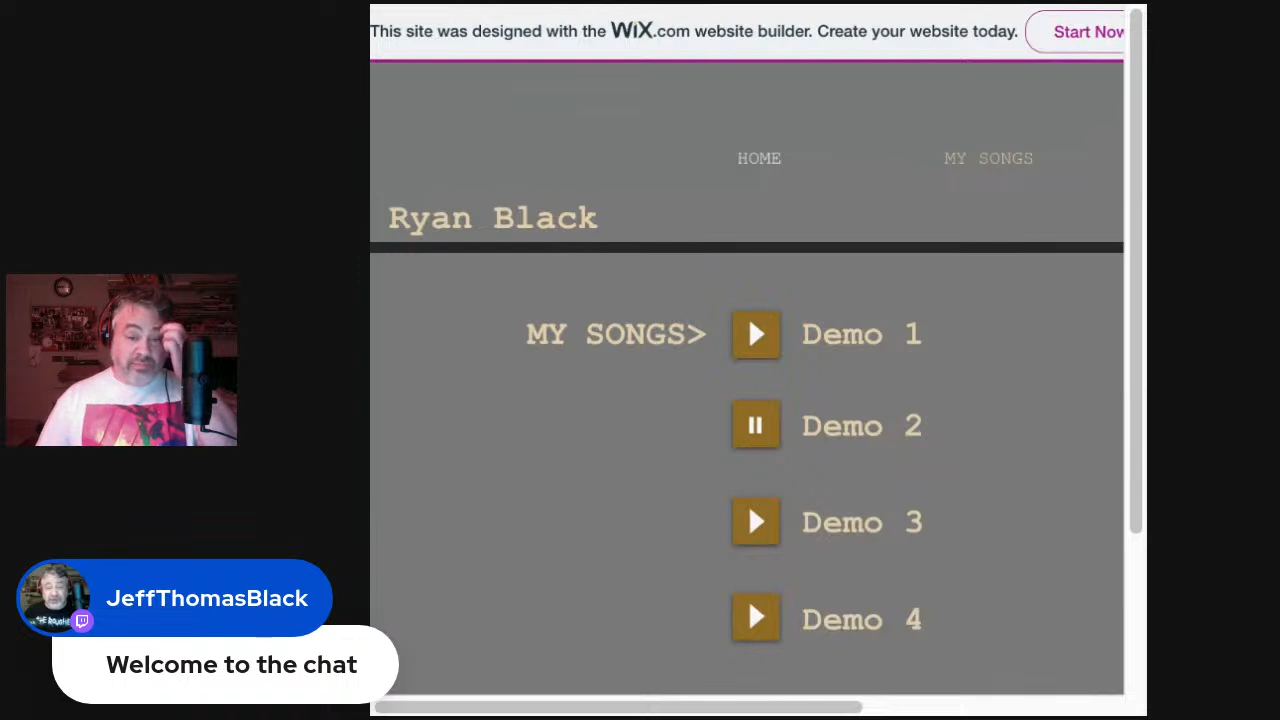 This site was designed with the WiX.com website builder. Create your website today.
Start Now
HOME
MY SONGS
Ryan Black
MY SONGS>
Demo 1
Demo 2
Demo 3
Demo 4
JeffThomasBlack
Welcome to the chat